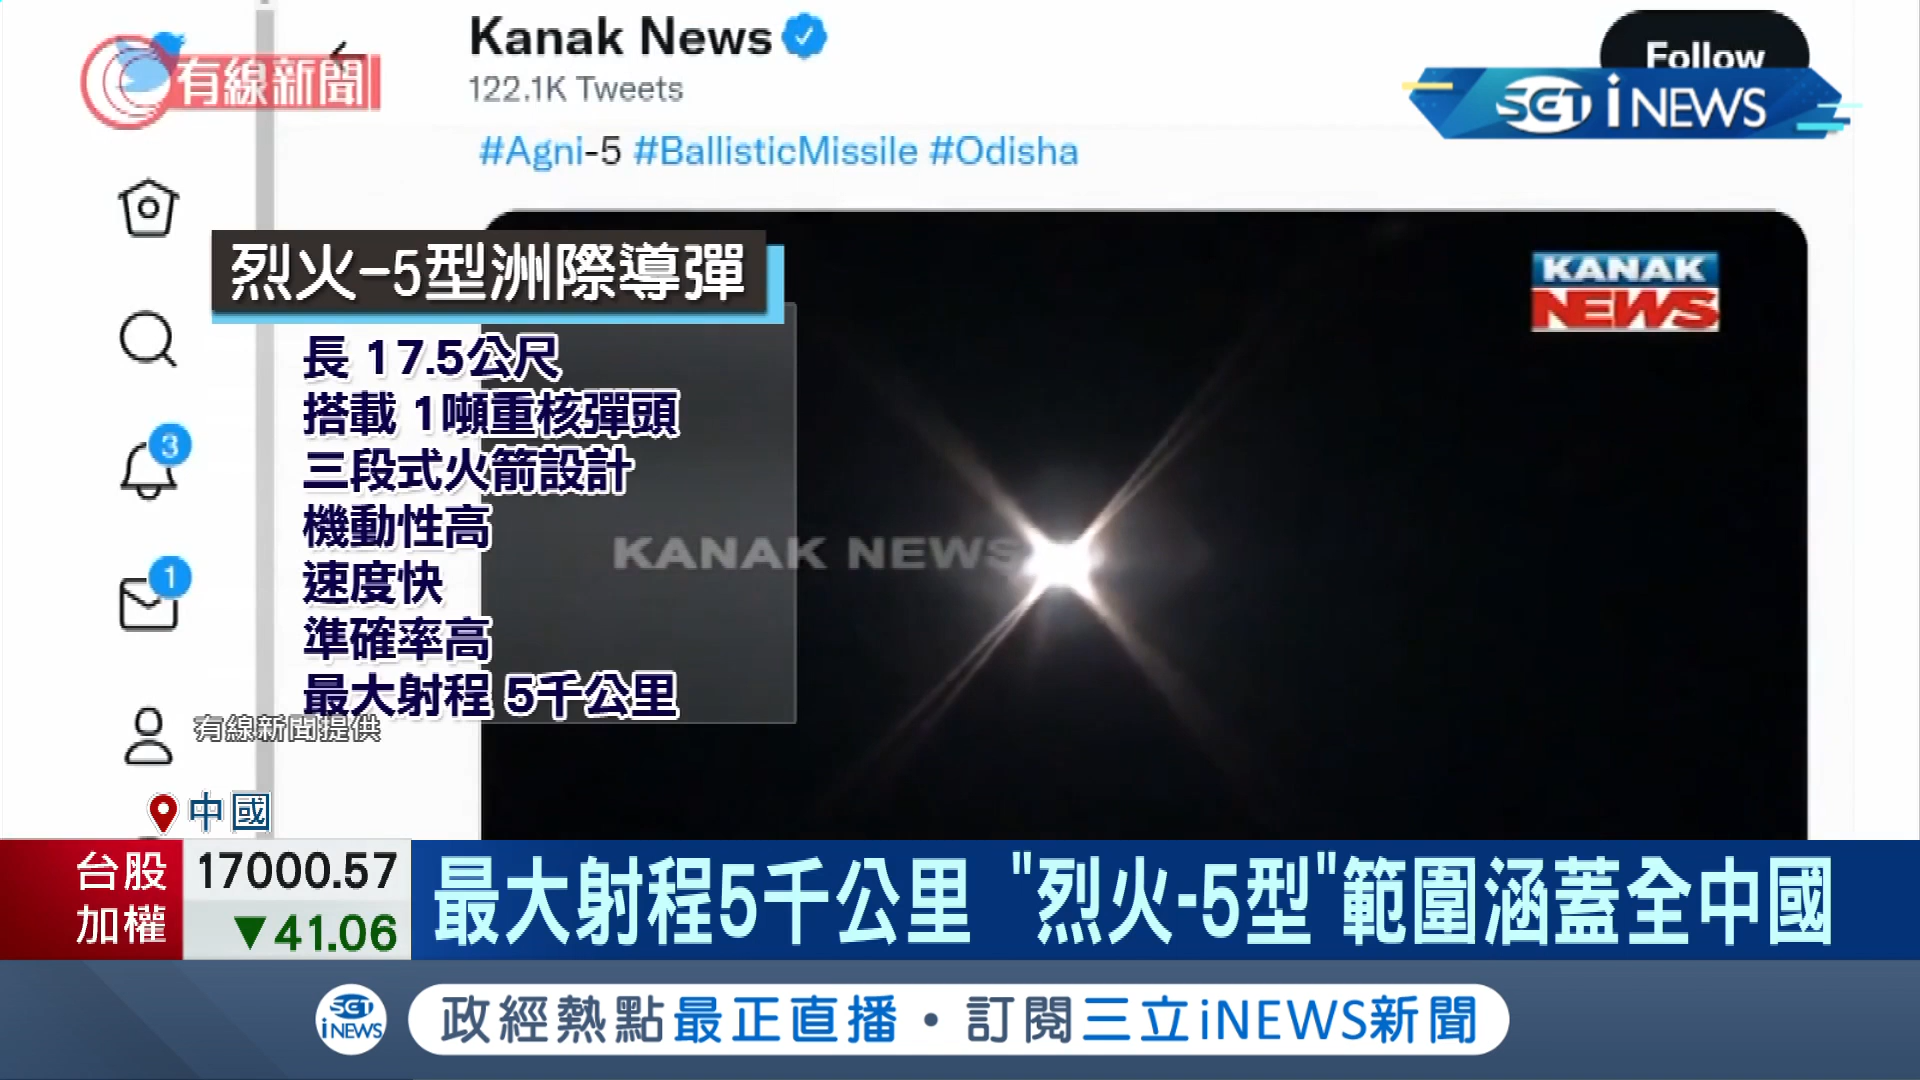 Kanak News
122.1K Tweets
Follow
有線新聞
SET iNEWS
#Agni-5 #BallisticMissile #Odisha
KANAK
NEWS
烈火-5型洲際導彈
長 17.5公尺
搭載 1噸重核彈頭
三段式火箭設計
機動性高
速度快
準確率高
最大射程 5千公里
KANAK NEWS
3
1
有線新聞提供
中國
台股
加權
17000.57
▼41.06
最大射程5千公里 "烈火-5型"範圍涵蓋全中國
SET
iNEWS
政經熱點最正直播・訂閱三立iNEWS新聞